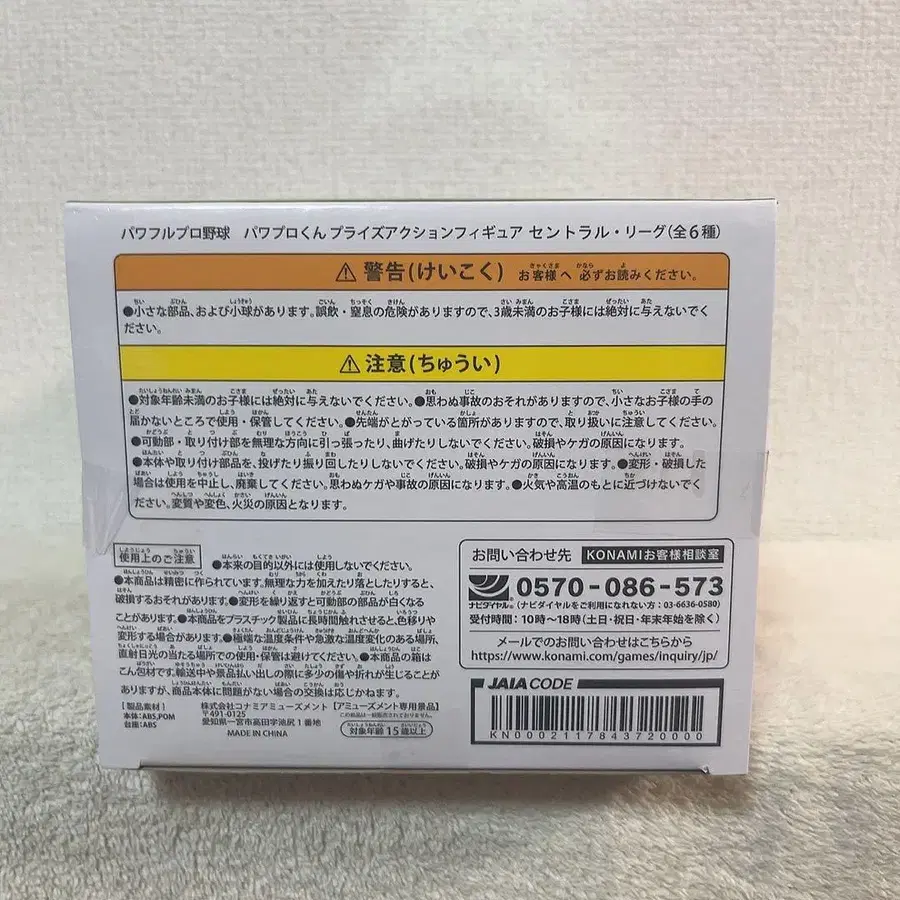 パワフルプロ野球　パワプロくん プライズアクションフィギュア セントラル・リーグ(全6種)
⚠ 警告(けいこく) お客様へ 必ずお読みください。
●小さな部品、および小球があります。誤飲・窒息の危険がありますので、3歳未満のお子様には絶対に与えないでく
ださい。
⚠ 注意(ちゅうい)
●対象年齢未満のお子様には絶対に与えないでください。●思わぬ事故のおそれがありますので、小さなお子様の手の
届かないところで使用・保管してください。●先端がとがっている箇所がありますので、取り扱いに注意してください。
●可動部・取り付け部を無理な方向に引っ張ったり、曲げたりしないでください。破損やケガの原因になります。
●本体や取り付け部品を、投げたり振り回したりしないでください。破損やケガの原因になります。●変形・破損した
場合は使用を中止し、廃棄してください。思わぬケガや事故の原因になります。●火気や高温のもとに近づけないでく
ださい。変質や変色、火災の原因となります。
使用上のご注意 ●本来の目的以外には使用しないでください。
●本商品は精密に作られています。無理な力を加えたり落としたりすると、
破損するおそれがあります。●変形を繰り返すと可動部の部品が白くなる
ことがあります。●本商品をプラスチック製品に長時間触れさせると、色移りや
変形する場合があります。●極端な温度条件や急激な温度変化のある場所、
直射日光の当たる場所での使用・保管は避けてください。●本商品の箱は
こん包材です。輸送中や景品払い出しの際に多少の傷や折れが生じることが
ありますが、商品本体に問題がない場合の交換は応じかねます。
[製品素材]
本体:ABS,POM
台座:ABS
株式会社コナミアミューズメント
〒491-0125
愛知県一宮市高田字池尻1番地
MADE IN CHINA
[アミューズメント専用景品]
この商品は一般に販売しておりません。
対象年齢 15歳以上
お問い合わせ先 KONAMIお客様相談室
ナビダイヤル® 0570-086-573
(ナビダイヤルをご利用になれない方:03-6636-0580)
受付時間:10時～18時(土日・祝日・年末年始を除く)
メールでのお問い合わせはこちらから
https://www.konami.com/games/inquiry/jp/
JAIA CODE
KN0002117843720000